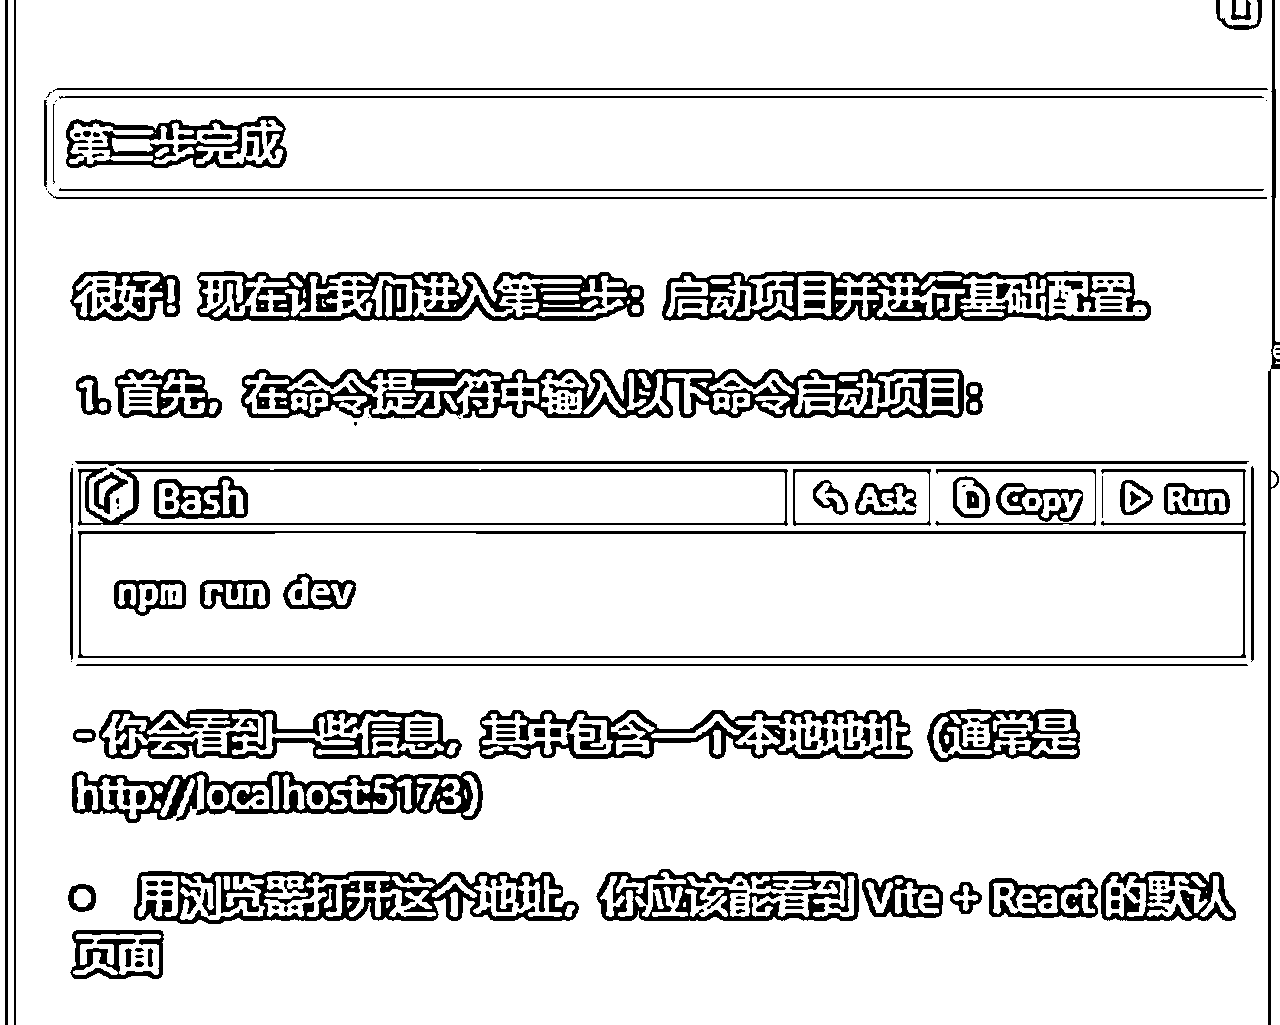 第二步完成
很好！现在让我们进入第三步：启动项目并进行基础配置。
1. 首先，在命令提示符中输入以下命令启动项目：
Bash Ask Copy Run
npm run dev
- 你会看到一些信息，其中包含一个本地地址（通常是
http://localhost:5173）
用浏览器打开这个地址，你应该能看到 Vite + React 的默认
页面